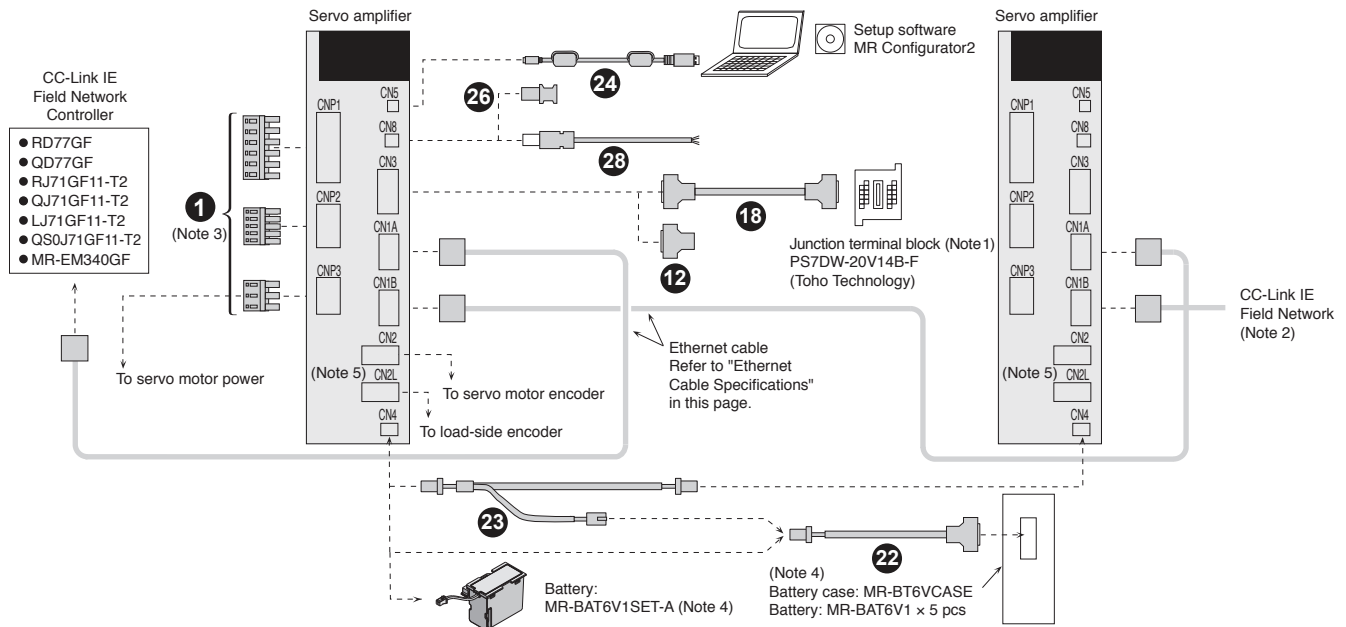 Servo amplifier
Servo amplifier
Setup software
MR Configurator2
CC-Link IE
Field Network
Controller
● RD77GF
● QD77GF
● RJ71GF11-T2
● QJ71GF11-T2
● LJ71GF11-T2
● QS0J71GF11-T2
● MR-EM340GF
1
(Note 3)
CNP1
CNP2
CNP3
CN5
CN8
CN3
CN1A
CN1B
CN2
(Note 5)
CN2L
CN4
24
26
28
18
12
Junction terminal block (Note 1)
PS7DW-20V14B-F
(Toho Technology)
CNP1
CNP2
CNP3
CN5
CN8
CN3
CN1A
CN1B
CN2
(Note 5)
CN2L
CN4
CC-Link IE
Field Network
(Note 2)
Ethernet cable
Refer to "Ethernet
Cable Specifications"
in this page.
To servo motor power
To servo motor encoder
To load-side encoder
23
22
Battery:
MR-BAT6V1SET-A (Note 4)
(Note 4)
Battery case: MR-BT6VCASE
Battery: MR-BAT6V1 × 5 pcs